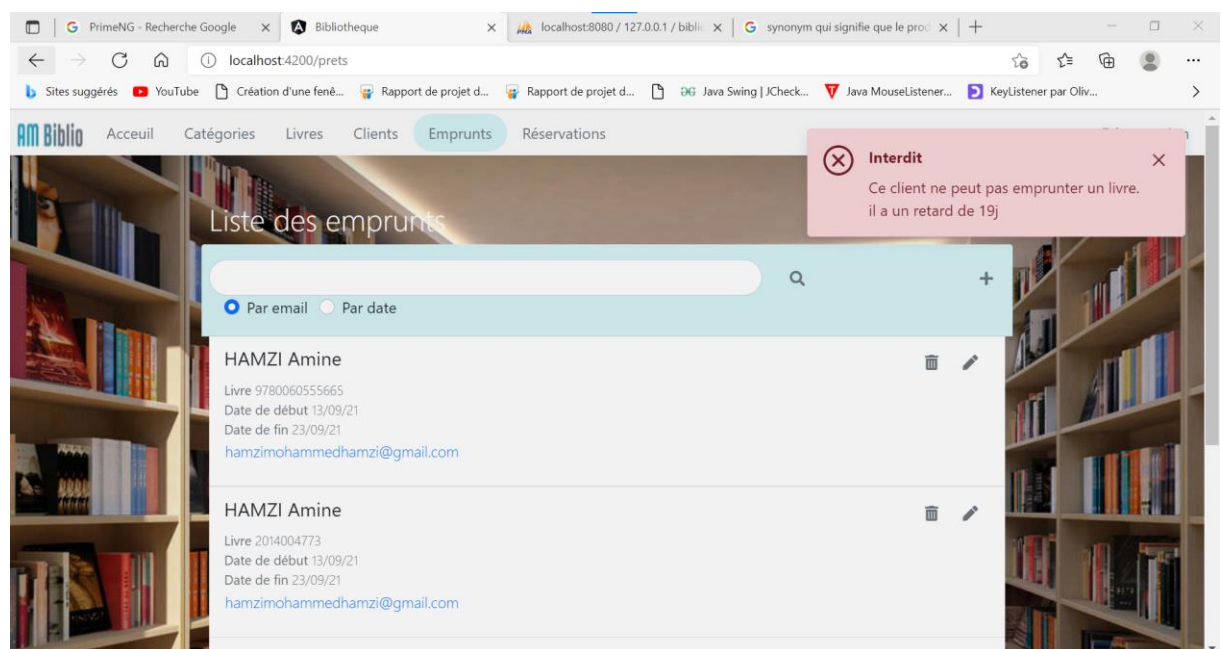 PrimeNG - Recherche Google
Bibliotheque
localhost:8080 / 127.0.0.1 / biblio
synonym qui signifie que le prod
localhost:4200/prets
Sites suggérés YouTube Création d'une fenê... Rapport de projet d... Rapport de projet d... Java Swing | JCheck... Java MouseListener... KeyListener par Oliv...
AM Biblio Acceuil Catégories Livres Clients Emprunts Réservations
Interdit
Ce client ne peut pas emprunter un livre.
il a un retard de 19j
Liste des emprunts
Par email Par date
HAMZI Amine
Livre 9780060555665
Date de début 13/09/21
Date de fin 23/09/21
hamzimohammedhamzi@gmail.com
HAMZI Amine
Livre 2014004773
Date de début 13/09/21
Date de fin 23/09/21
hamzimohammedhamzi@gmail.com